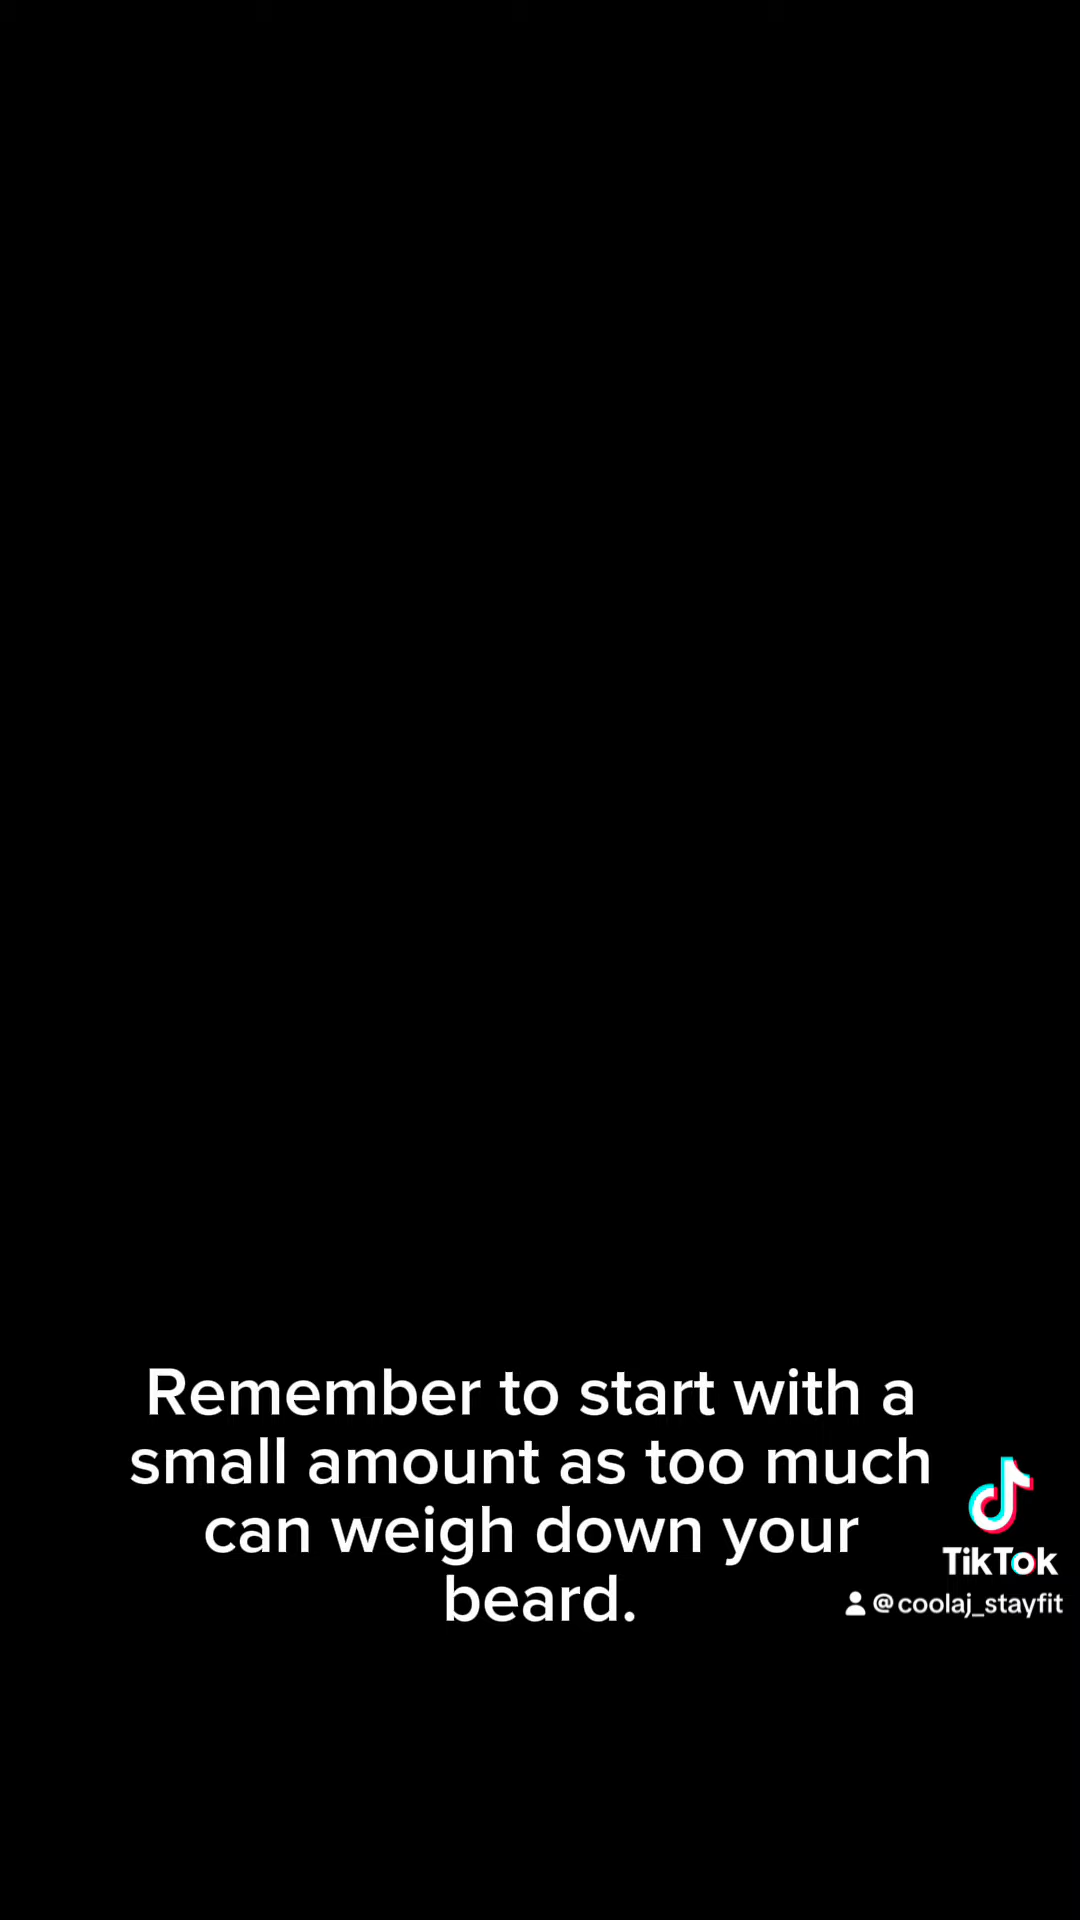 Remember to start with a
small amount as too much
can weigh down your
beard.
TikTok
@coolaj_stayfit